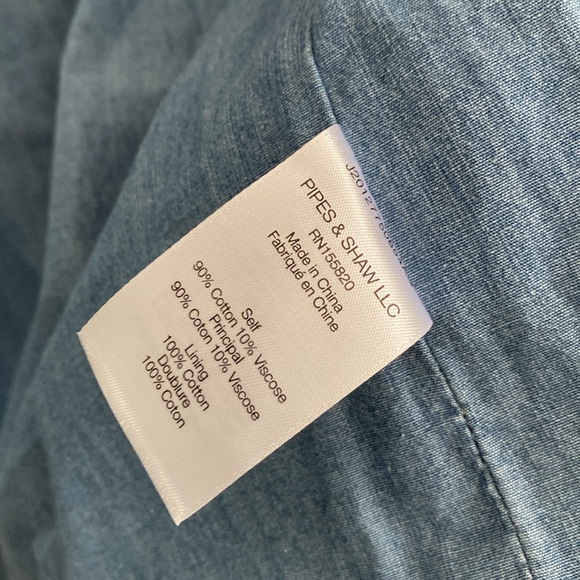 PIPES & SHAW LLC
RN155820
Made in China
Fabriqué en Chine
Self
90% Cotton 10% Viscose
Principal
90% Coton 10% Viscose
Lining
100% Cotton
Doublure
100% Coton